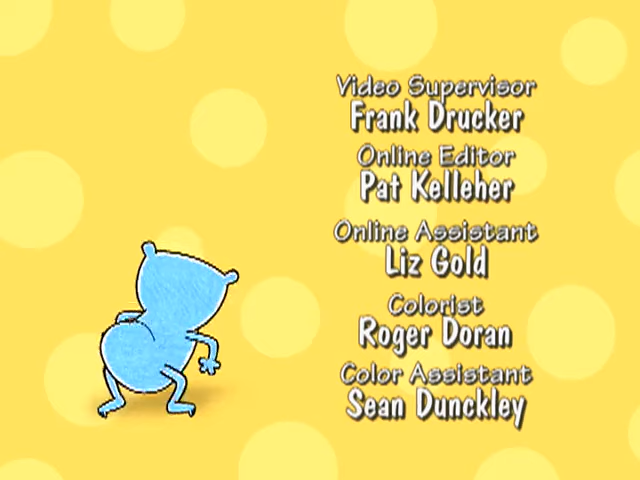 Video Supervisor
Frank Drucker
Online Editor
Pat Kelleher
Online Assistant
Liz Gold
Colorist
Roger Doran
Color Assistant
Sean Dunckley